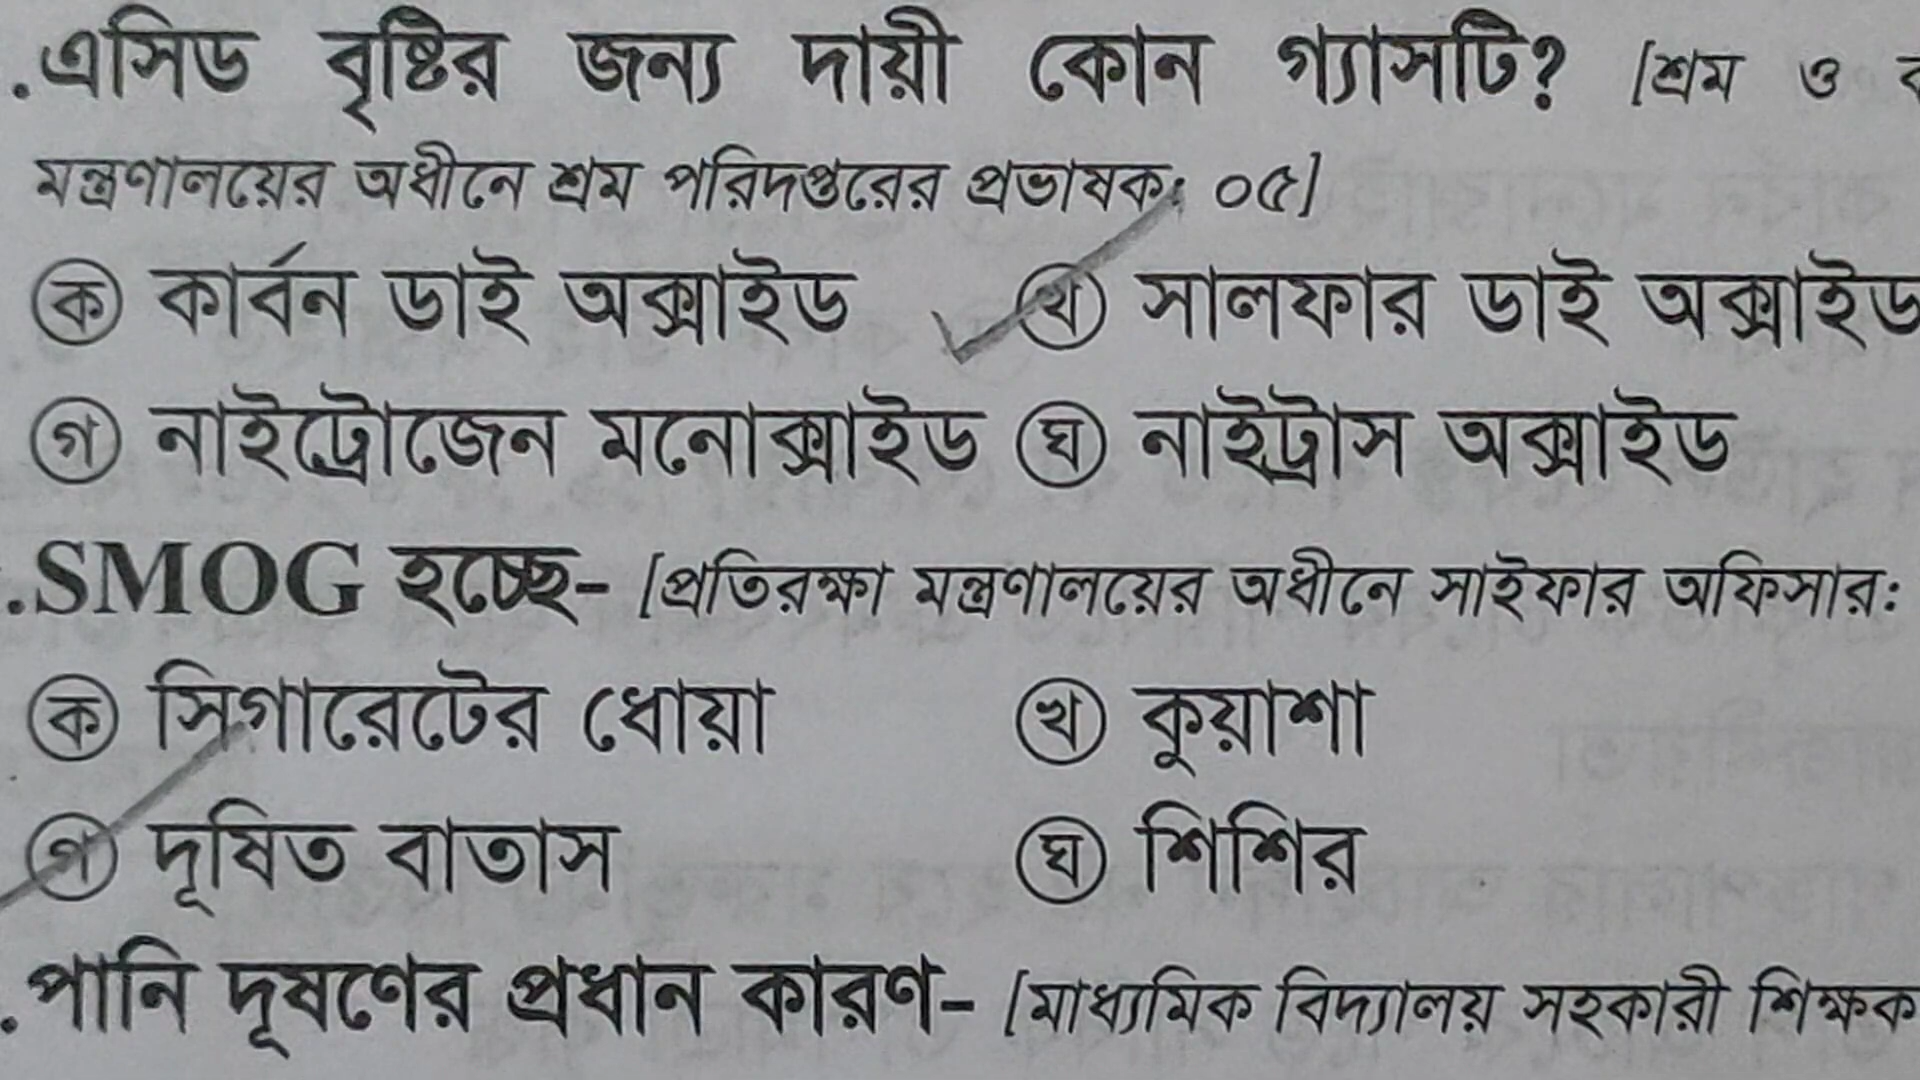 .এসিড বৃষ্টির জন্য দায়ী কোন গ্যাসটি? [শ্রম ও
মন্ত্রণালয়ের অধীনে শ্রম পরিদপ্তরের প্রভাষক: ০৫]
ক কার্বন ডাই অক্সাইড খ সালফার ডাই অক্সাইড
গ নাইট্রোজেন মনোক্সাইড ঘ নাইট্রাস অক্সাইড
.SMOG হচ্ছে- [প্রতিরক্ষা মন্ত্রণালয়ের অধীনে সাইফার অফিসার:
ক সিগারেটের ধোয়া খ কুয়াশা
গ দূষিত বাতাস ঘ শিশির
.পানি দূষণের প্রধান কারণ- [মাধ্যমিক বিদ্যালয় সহকারী শিক্ষক